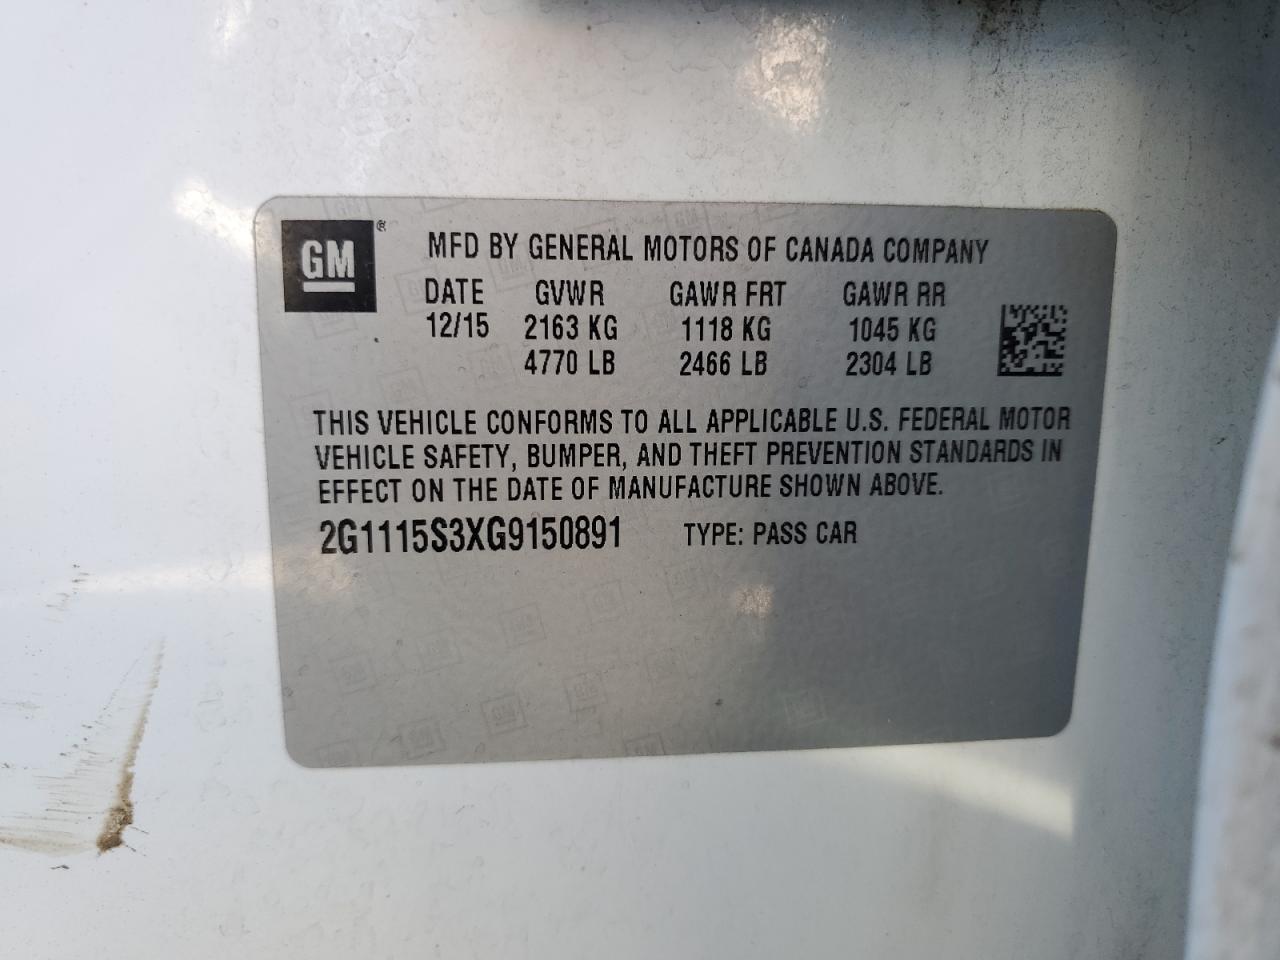 GM ®
MFD BY GENERAL MOTORS OF CANADA COMPANY
DATE GVWR GAWR FRT GAWR RR
12/15 2163 KG 1118 KG 1045 KG
4770 LB 2466 LB 2304 LB
THIS VEHICLE CONFORMS TO ALL APPLICABLE U.S. FEDERAL MOTOR
VEHICLE SAFETY, BUMPER, AND THEFT PREVENTION STANDARDS IN
EFFECT ON THE DATE OF MANUFACTURE SHOWN ABOVE.
2G1115S3XG9150891 TYPE: PASS CAR